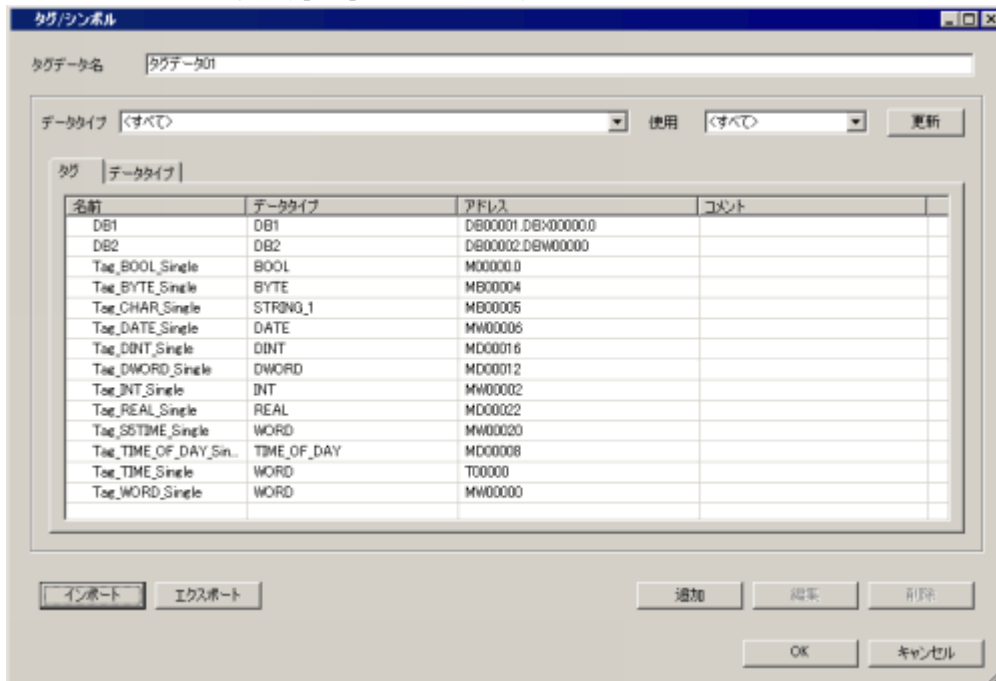 タグ/シンボル
タグデータ名 タグデータ01
データタイプ <すべて> 使用 <すべて> 更新
タグ データタイプ
名前 データタイプ アドレス コメント
DB1 DB1 DB00001.DBX00000.0
DB2 DB2 DB00002.DBW00000
Tag_BOOL_Single BOOL M00000.0
Tag_BYTE_Single BYTE MB00004
Tag_CHAR_Single STRING_1 MB00005
Tag_DATE_Single DATE MW00006
Tag_DINT_Single DINT MD00016
Tag_DWORD_Single DWORD MD00012
Tag_INT_Single INT MW00002
Tag_REAL_Single REAL MD00022
Tag_S5TIME_Single WORD MW00020
Tag_TIME_OF_DAY_Sin... TIME_OF_DAY MD00008
Tag_TIME_Single WORD T00000
Tag_WORD_Single WORD MW00000
インポート エクスポート 追加 編集 削除
OK キャンセル